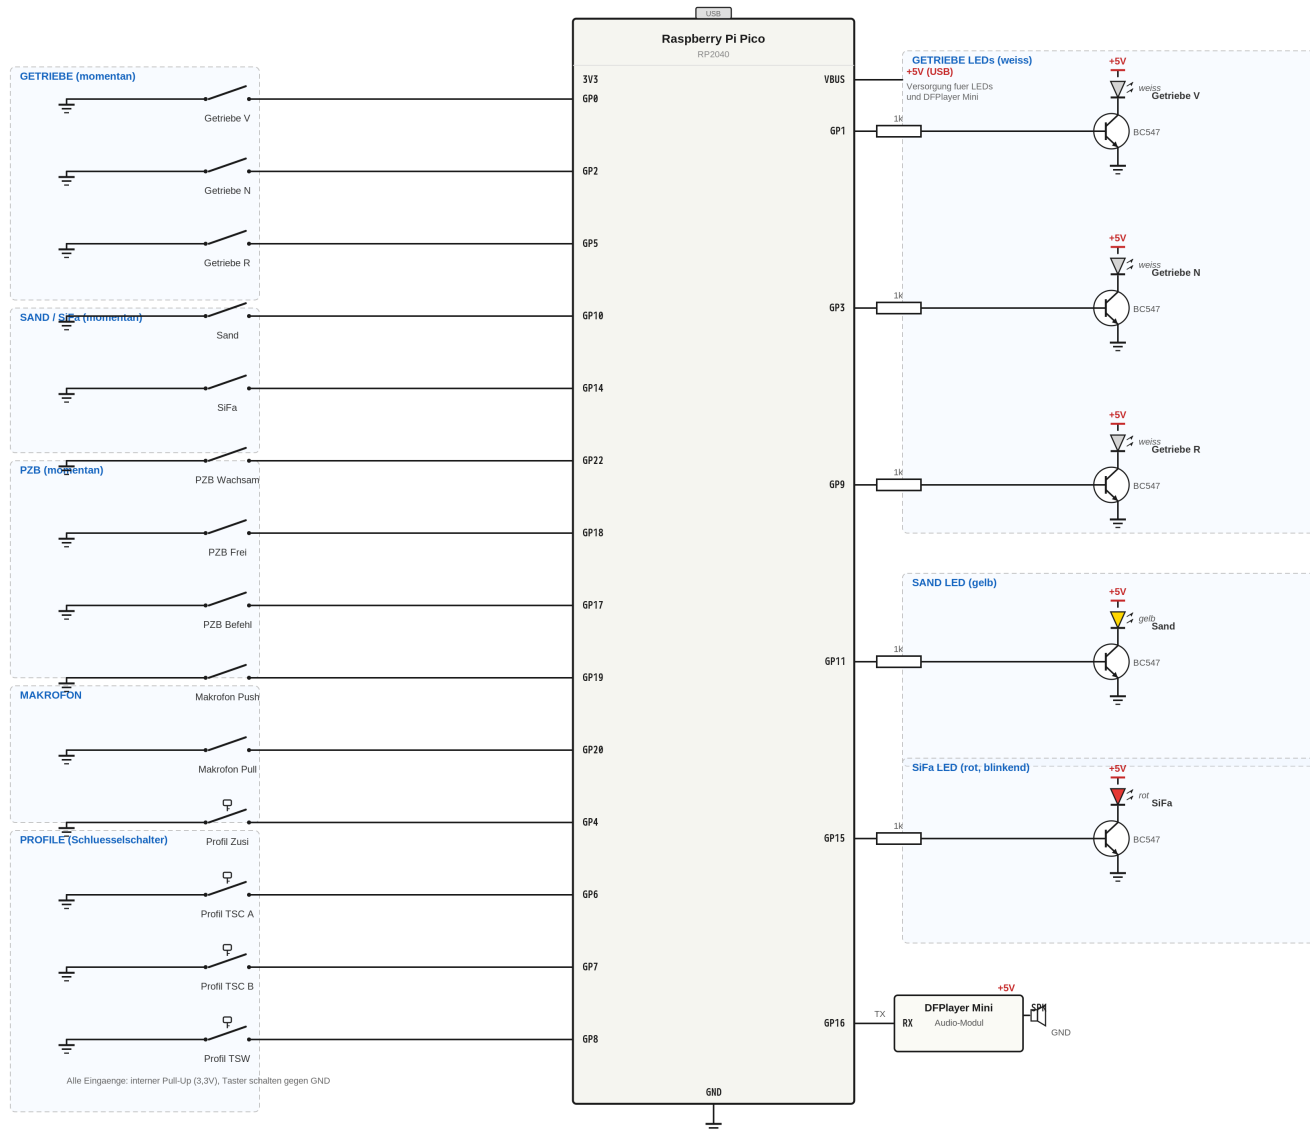 USB
Raspberry Pi Pico
RP2040
GETRIEBE (momentan)
Getriebe V
Getriebe N
Getriebe R
SAND / SiFa (momentan)
Sand
SiFa
PZB (momentan)
PZB Wachsam
PZB Frei
PZB Befehl
MAKROFON
Makrofon Push
Makrofon Pull
PROFILE (Schluesselschalter)
Profil Zusi
Profil TSC A
Profil TSC B
Profil TSW
Alle Eingaenge: interner Pull-Up (3,3V), Taster schalten gegen GND
3V3
GP0
GP2
GP5
GP10
GP14
GP22
GP18
GP17
GP19
GP20
GP4
GP6
GP7
GP8
GND
VBUS
GP1
GP3
GP9
GP11
GP15
GP16
GETRIEBE LEDs (weiss)
+5V (USB)
Versorgung fuer LEDs
und DFPlayer Mini
1k
+5V
weiss
Getriebe V
BC547
1k
+5V
weiss
Getriebe N
BC547
1k
+5V
weiss
Getriebe R
BC547
SAND LED (gelb)
1k
+5V
gelb
Sand
BC547
SiFa LED (rot, blinkend)
1k
+5V
rot
SiFa
BC547
TX
+5V
DFPlayer Mini
RX
Audio-Modul
SPK
GND